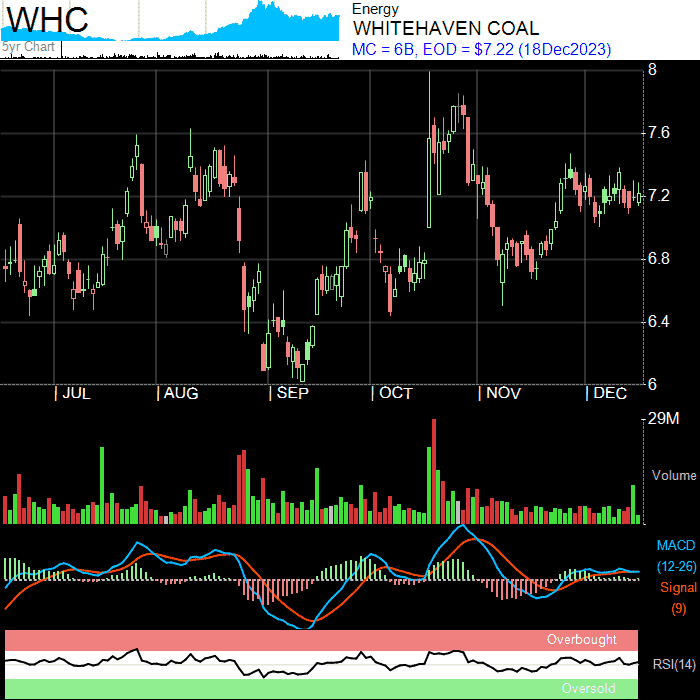 WHC
5yr Chart
Energy
WHITEHAVEN COAL
MC = 6B, EOD = $7.22 (18Dec2023)
8
7.6
7.2
6.8
6.4
6
JUL AUG SEP OCT NOV DEC
29M
Volume
MACD
(12-26)
Signal
(9)
Overbought
RSI(14)
Oversold